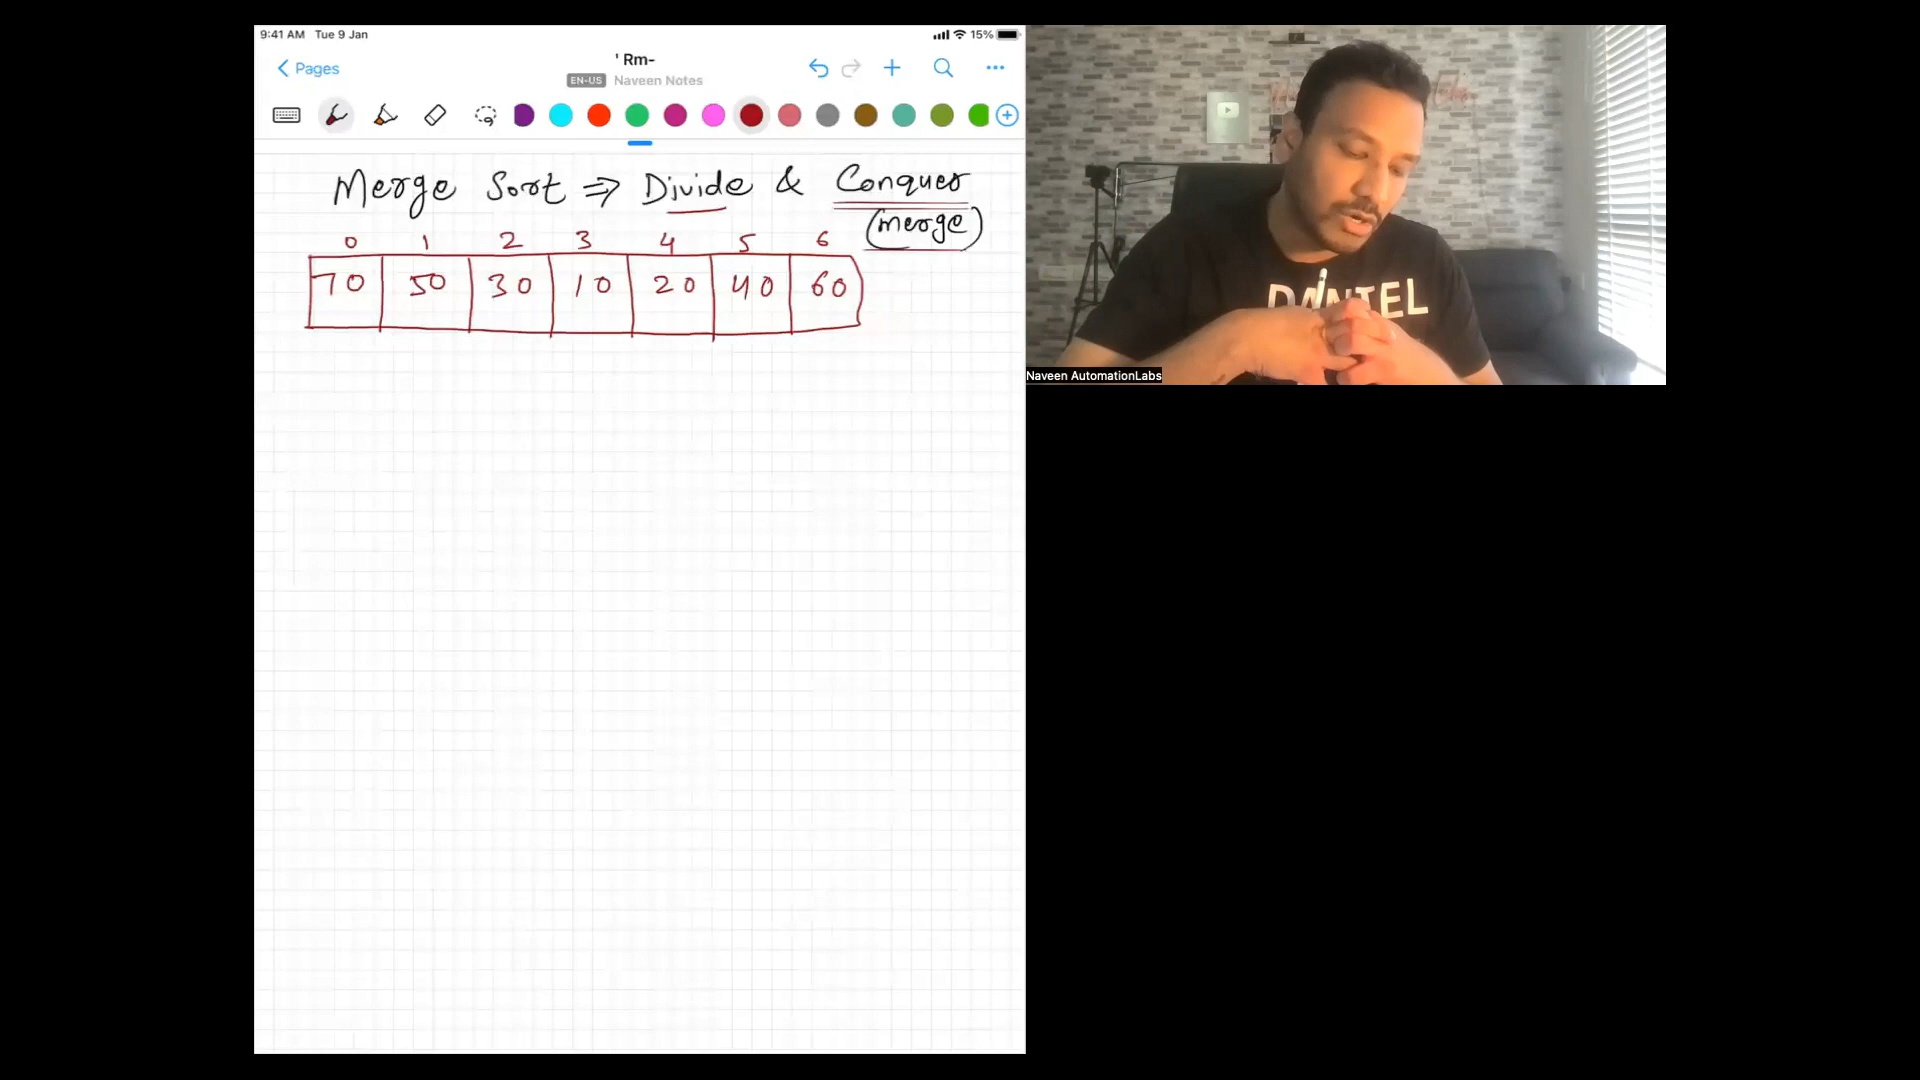 9:41 AM Tue 9 Jan
15%
Pages
' Rm-
EN-US Naveen Notes
Merge Sort ⇒ Divide & Conquer
(merge)
0 1 2 3 4 5 6
70 50 30 10 20 40 60
DANIEL
Naveen AutomationLabs